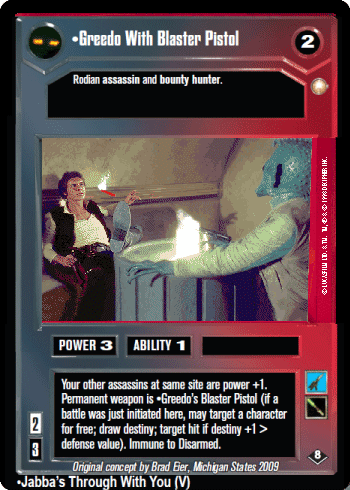 •Greedo With Blaster Pistol
2
Rodian assassin and bounty hunter.
POWER 3
ABILITY 1
Your other assassins at same site are power +1.
Permanent weapon is •Greedo's Blaster Pistol (if a
battle was just initiated here, may target a character
for free; draw destiny; target hit if destiny +1 >
defense value). Immune to Disarmed.
2
3
8
Original concept by Brad Eier, Michigan States 2009
•Jabba's Through With You (V)